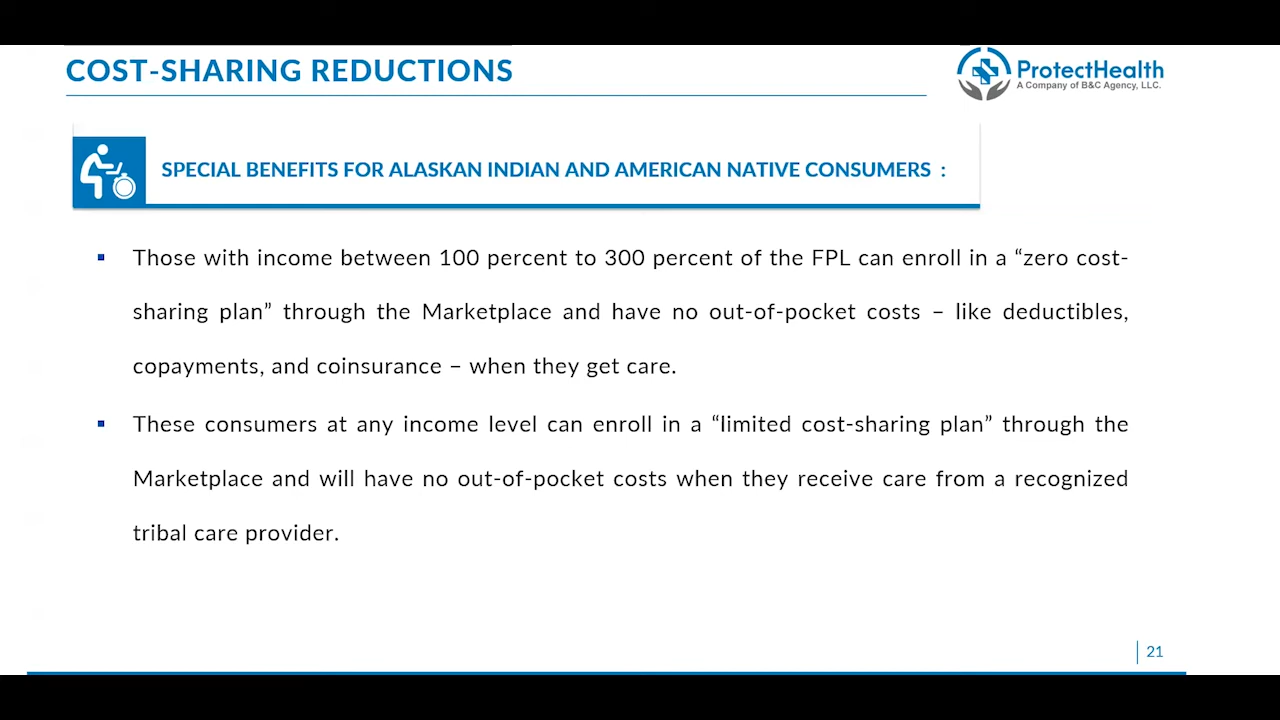 COST-SHARING REDUCTIONS
ProtectHealth
A Company of B&C Agency, LLC.
SPECIAL BENEFITS FOR ALASKAN INDIAN AND AMERICAN NATIVE CONSUMERS :
▪ Those with income between 100 percent to 300 percent of the FPL can enroll in a “zero cost-
sharing plan” through the Marketplace and have no out-of-pocket costs – like deductibles,
copayments, and coinsurance – when they get care.
▪ These consumers at any income level can enroll in a “limited cost-sharing plan” through the
Marketplace and will have no out-of-pocket costs when they receive care from a recognized
tribal care provider.
21